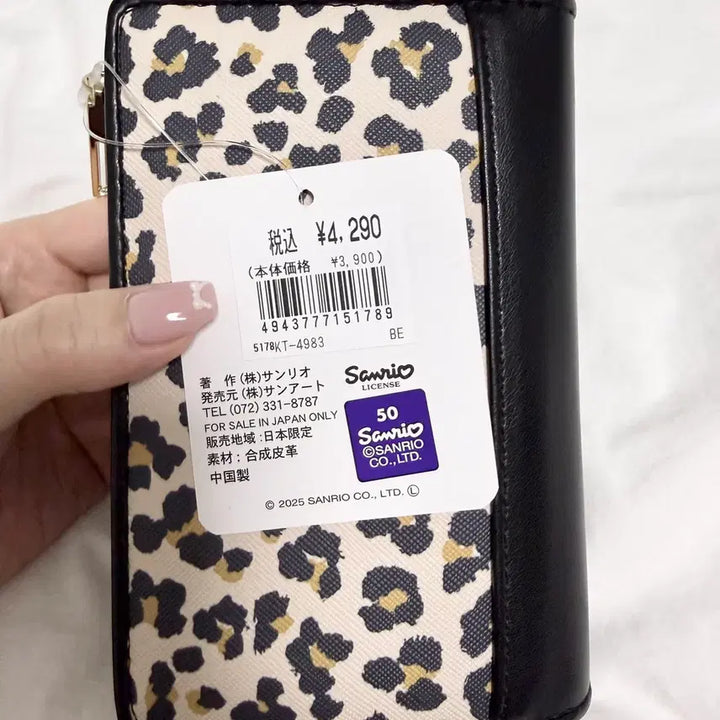 税込 ¥4,290
(本体価格 ¥3,900)
4943777151789
5178KT-4983 BE
著 作 (株)サンリオ
発売元 (株)サンアート
TEL (072) 331-8787
FOR SALE IN JAPAN ONLY
販売地域 : 日本限定
素材 : 合成皮革
中国製
Sanrio
LICENSE
50
Sanrio
©SANRIO
CO., LTD.
© 2025 SANRIO CO., LTD. Ⓛ